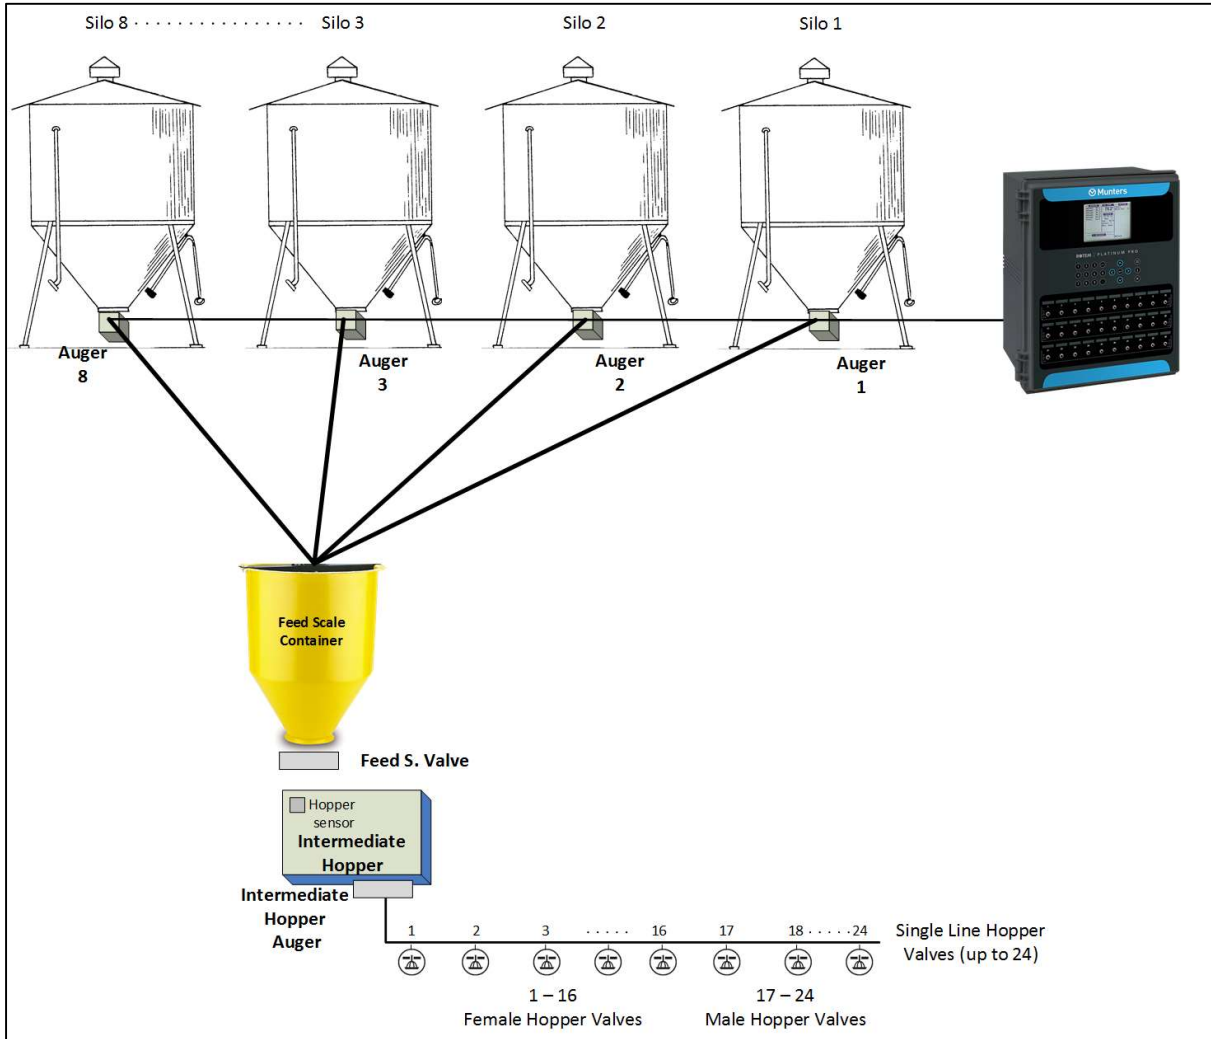 Silo 8 . . . . . . . . . . . . . . . Silo 3
Silo 2
Silo 1
Munters
PLATINUM PRO
Auger
8
Auger
3
Auger
2
Auger
1
Feed Scale
Container
Feed S. Valve
Hopper
sensor
Intermediate
Hopper
Intermediate
Hopper
Auger
1 2 3 . . . . . 16 17 18 . . . . . 24
Single Line Hopper
Valves (up to 24)
1 – 16
Female Hopper Valves
17 – 24
Male Hopper Valves